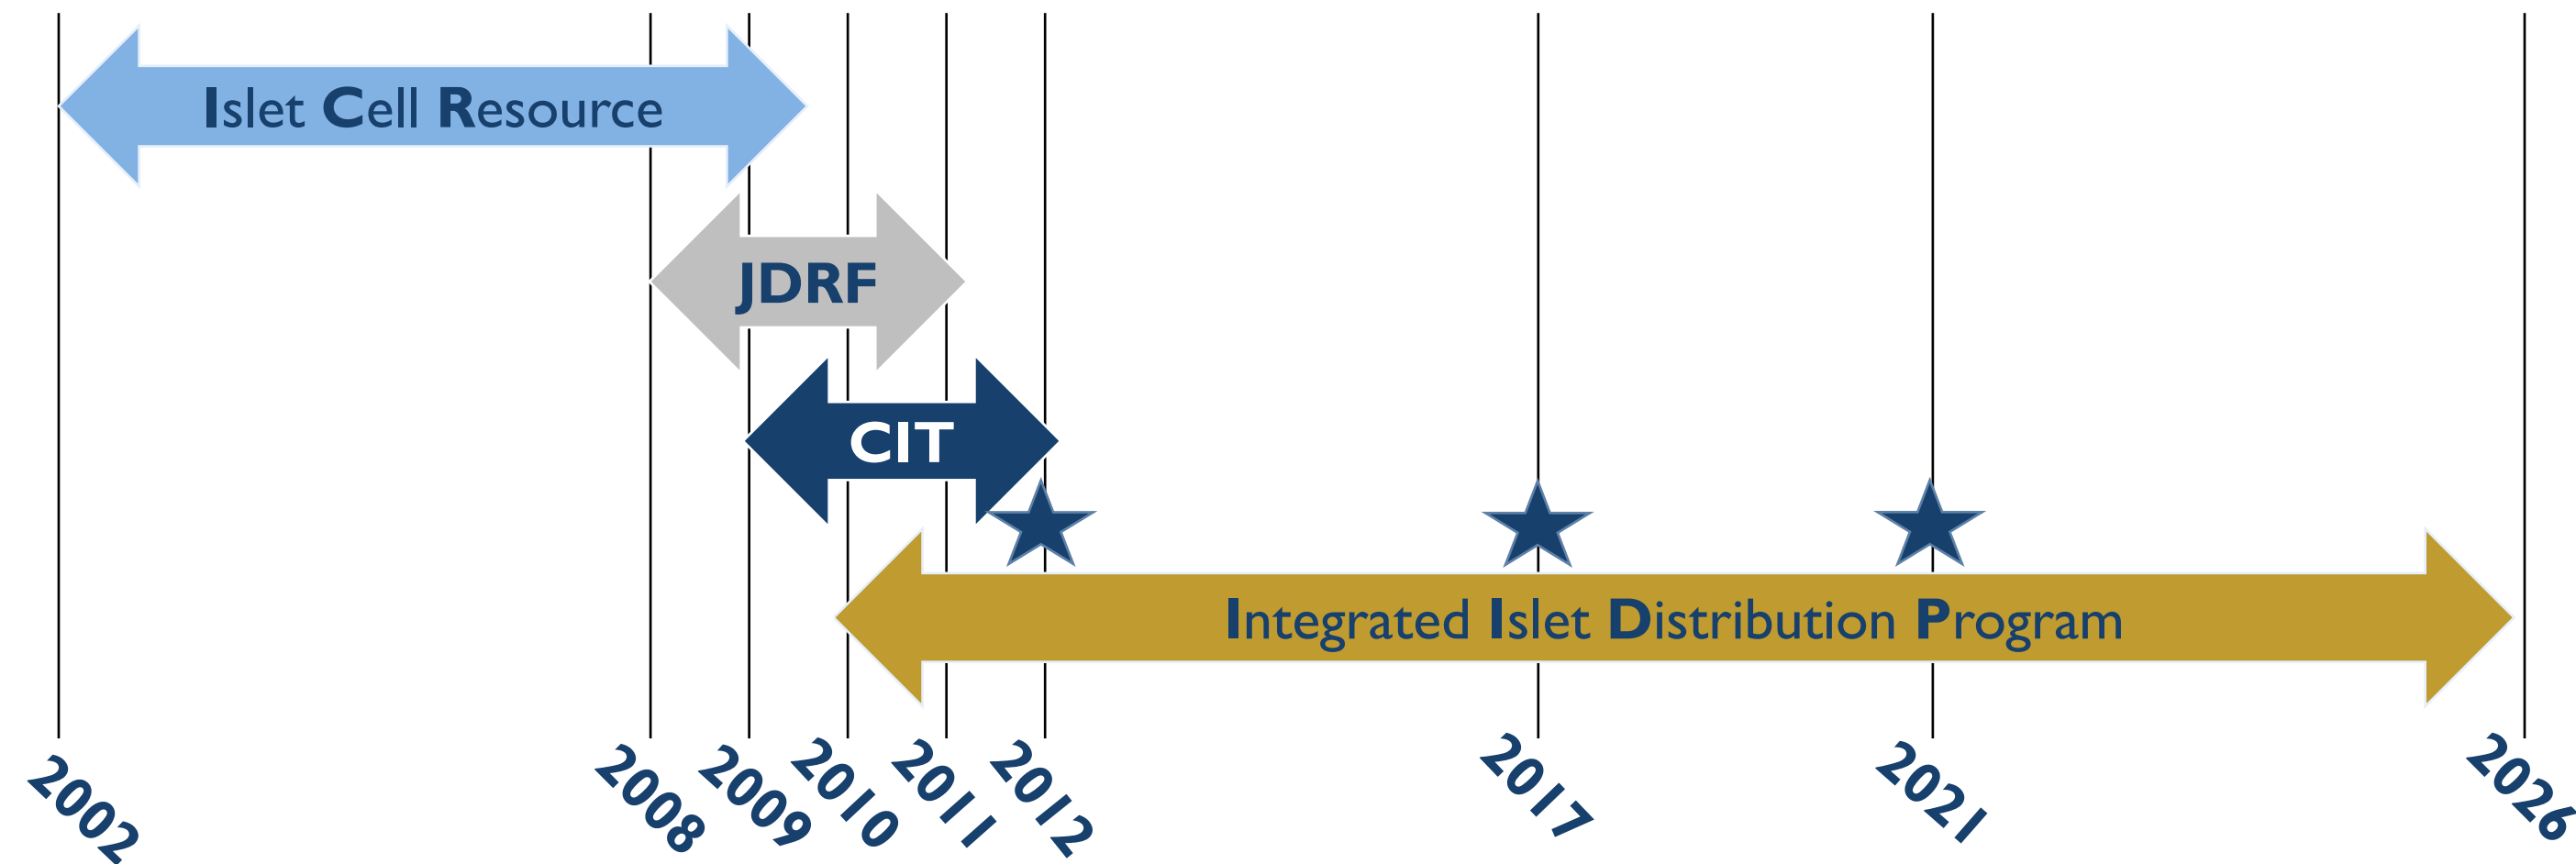 Islet Cell Resource
JDRF
CIT
Integrated Islet Distribution Program
2002
2008
2009
2010
2011
2012
2017
2021
2026